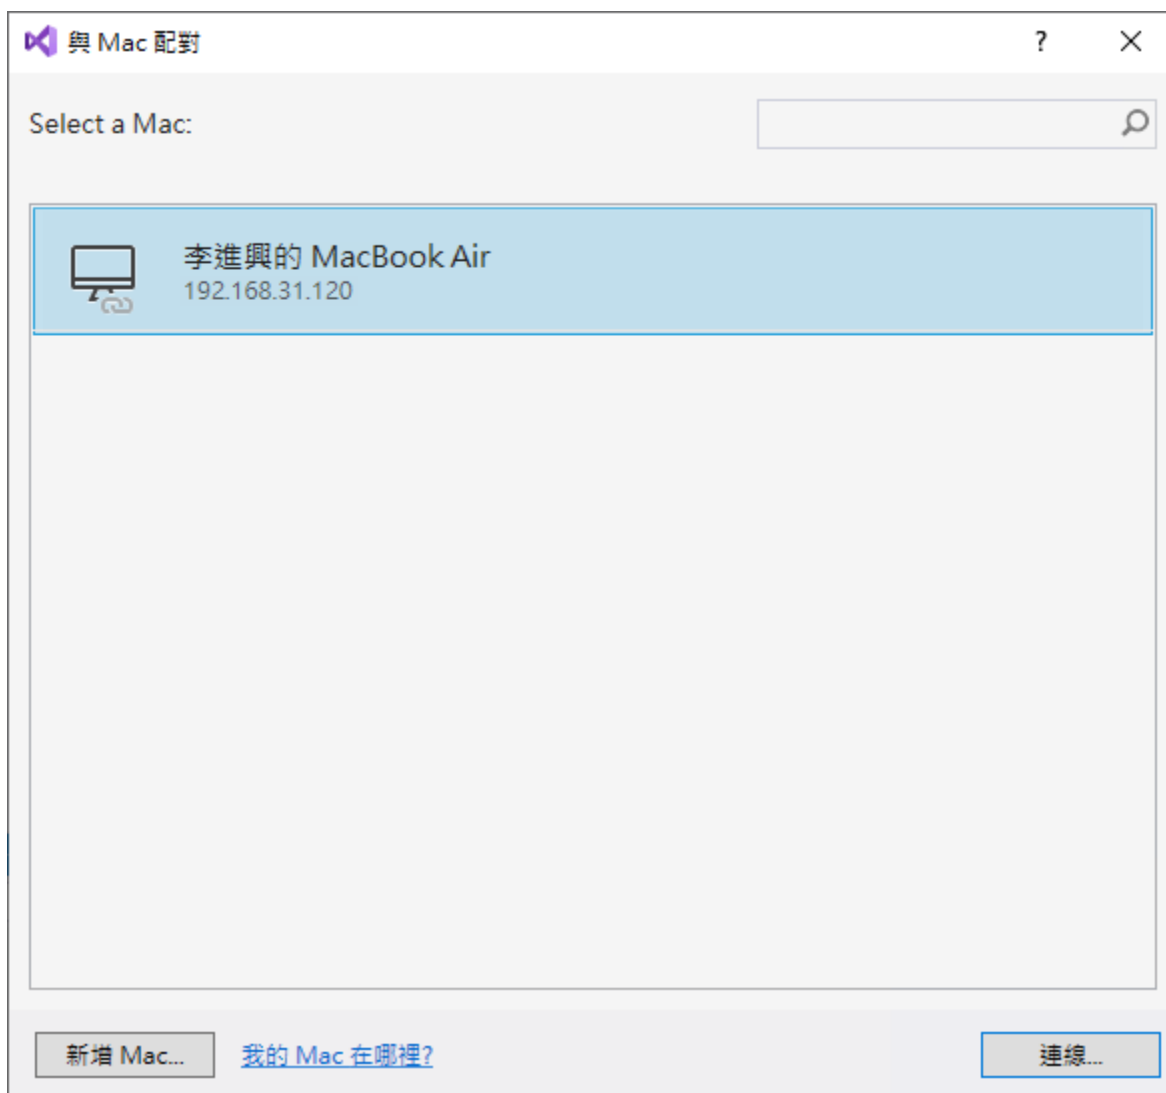 與 Mac 配對
?
Select a Mac:
李進興的 MacBook Air
192.168.31.120
新增 Mac...
我的 Mac 在哪裡?
連線...